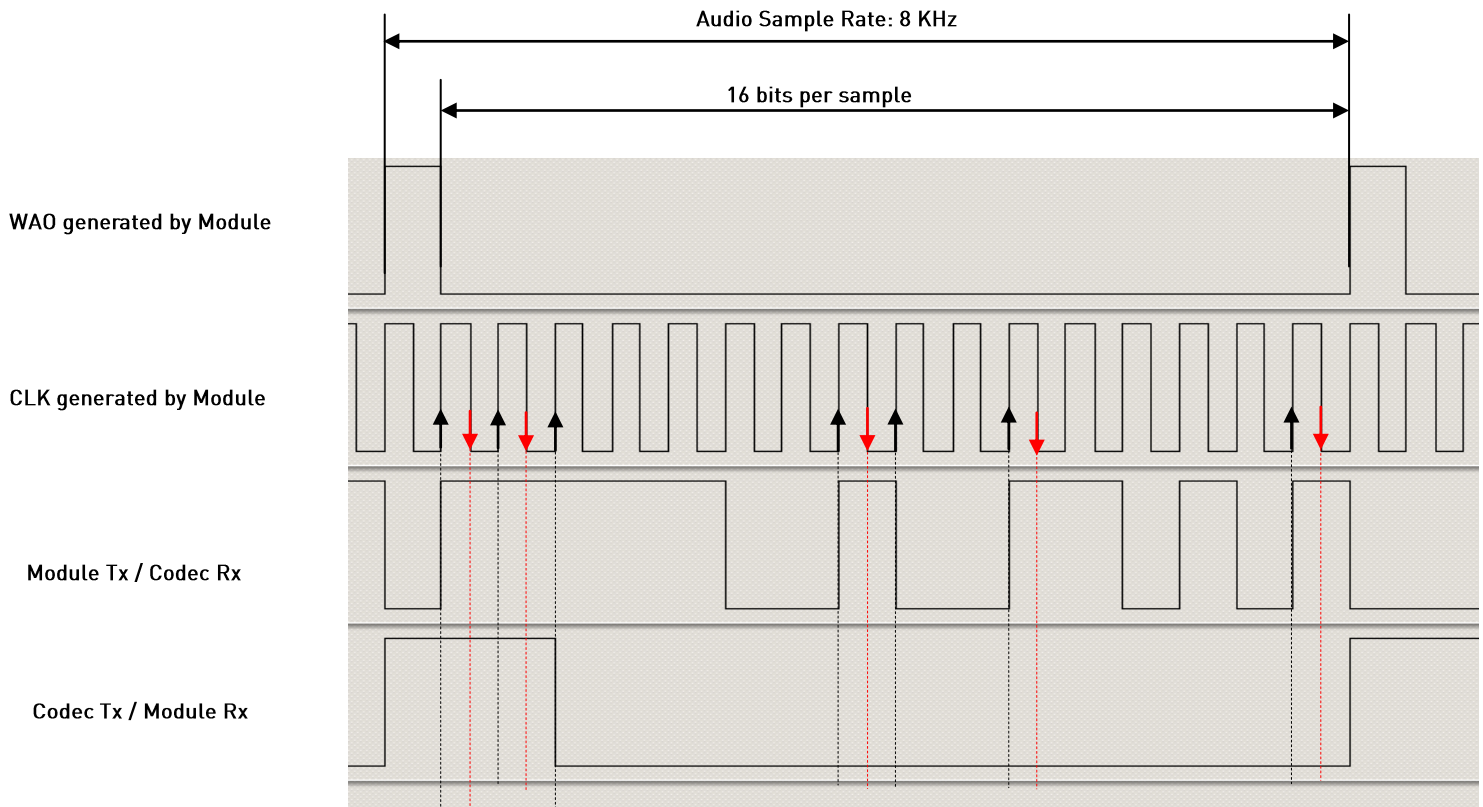 Audio Sample Rate: 8 KHz
16 bits per sample
WAO generated by Module
CLK generated by Module
Module Tx / Codec Rx
Codec Tx / Module Rx